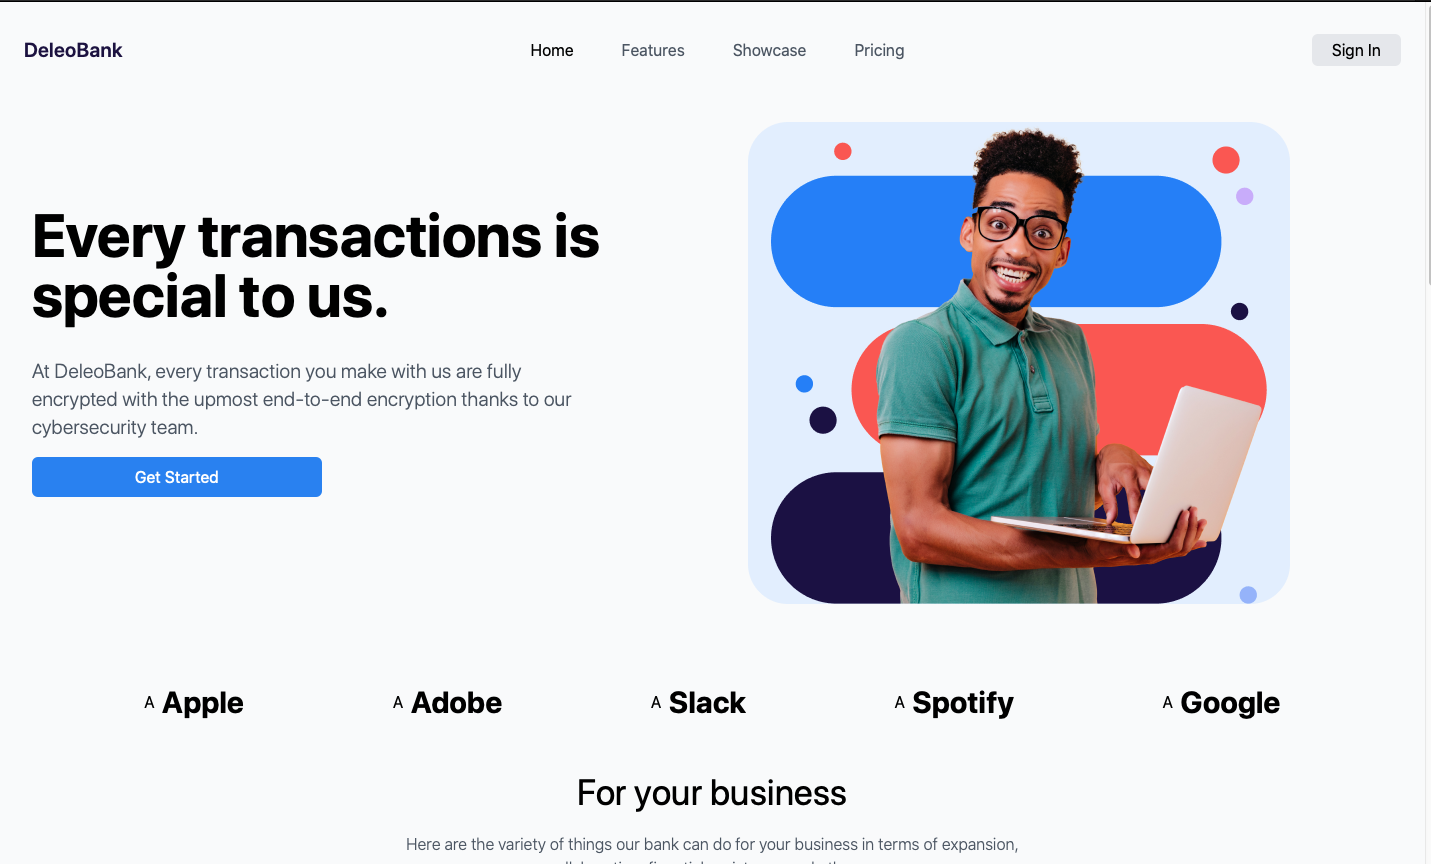 DeleoBank
Home
Features
Showcase
Pricing
Sign In
Every transactions is
special to us.
At DeleoBank, every transaction you make with us are fully
encrypted with the upmost end-to-end encryption thanks to our
cybersecurity team.
Get Started
A Apple
A Adobe
A Slack
A Spotify
A Google
For your business
Here are the variety of things our bank can do for your business in terms of expansion,